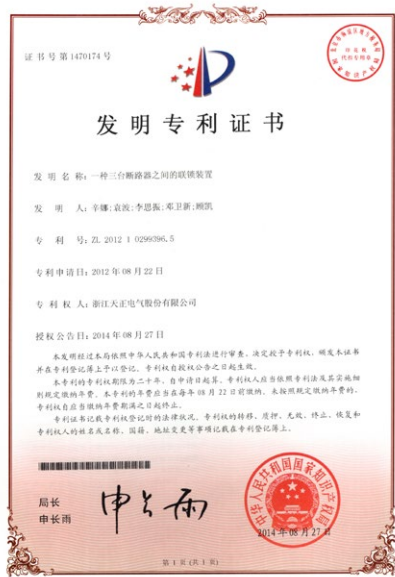 证书号第1470174号
发明专利证书
发 明 名 称：一种三台断路器之间的联锁装置
发 明 人：辛娜;袁波;李思振;邓卫新;顾凯
专 利 号：ZL 2012 1 0299396.5
专利申请日：2012年08月22日
专 利 权 人：浙江天正电气股份有限公司
授权公告日：2014年08月27日
本发明经过本局依照中华人民共和国专利法进行审查，决定授予专利权，颁发本证书
并在专利登记簿上予以登记。专利权自授权公告之日起生效。
本专利的专利权期限为二十年，自申请日起算。专利权人应当依照专利法及其实施细
则规定缴纳年费。本专利的年费应当在每年08月22日前缴纳。未按照规定缴纳年费的，
专利权自应当缴纳年费期满之日起终止。
专利证书记载专利权登记时的法律状况。专利权的转移、质押、无效、终止、恢复和
专利权人的姓名或名称、国籍、地址变更等事项记载在专利登记簿上。
局长
申长雨
申长雨
中华人民共和国国家知识产权局
2014年08月27日
第1页(共1页)